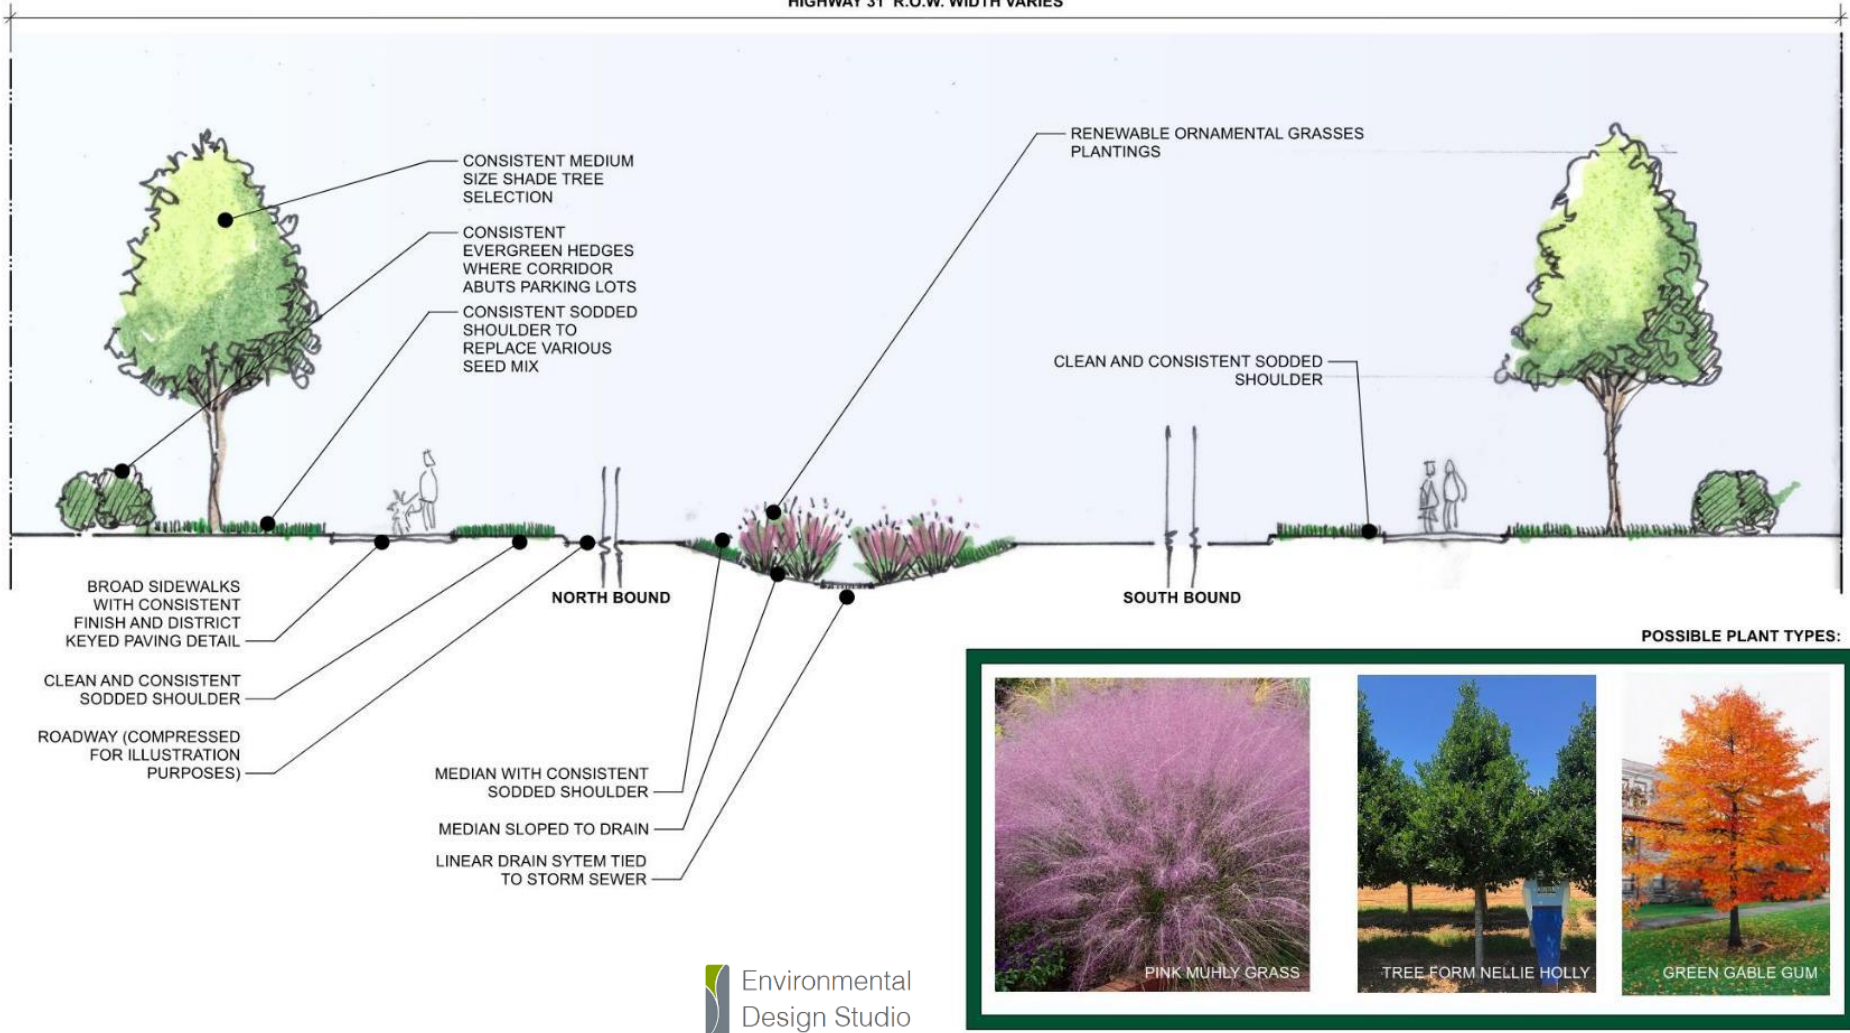 HIGHWAY 31 R.O.W. WIDTH VARIES
CONSISTENT MEDIUM
SIZE SHADE TREE
SELECTION
CONSISTENT
EVERGREEN HEDGES
WHERE CORRIDOR
ABUTS PARKING LOTS
CONSISTENT SODDED
SHOULDER TO
REPLACE VARIOUS
SEED MIX
RENEWABLE ORNAMENTAL GRASSES
PLANTINGS
CLEAN AND CONSISTENT SODDED
SHOULDER
BROAD SIDEWALKS
WITH CONSISTENT
FINISH AND DISTRICT
KEYED PAVING DETAIL
CLEAN AND CONSISTENT
SODDED SHOULDER
ROADWAY (COMPRESSED
FOR ILLUSTRATION
PURPOSES)
NORTH BOUND
SOUTH BOUND
MEDIAN WITH CONSISTENT
SODDED SHOULDER
MEDIAN SLOPED TO DRAIN
LINEAR DRAIN SYTEM TIED
TO STORM SEWER
POSSIBLE PLANT TYPES:
PINK MUHLY GRASS
TREE FORM NELLIE HOLLY
GREEN GABLE GUM
Environmental
Design Studio